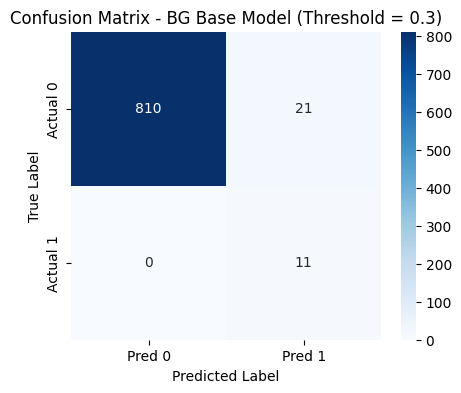 Confusion Matrix - BG Base Model (Threshold = 0.3)
Actual 0
810
21
Actual 1
0
11
True Label
Pred 0
Pred 1
Predicted Label
800
700
600
500
400
300
200
100
0